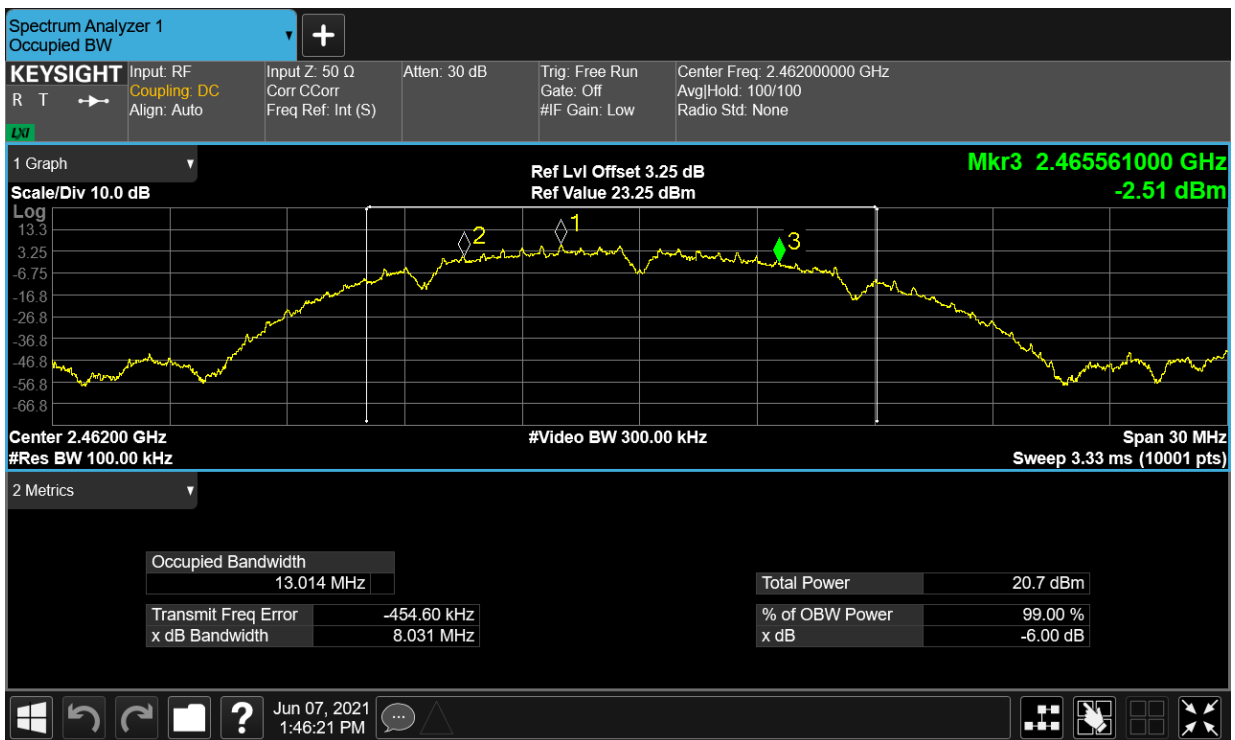 Spectrum Analyzer 1
Occupied BW
▼
+
KEYSIGHT
R T
LXI
Input: RF
Coupling: DC
Align: Auto
Input Z: 50 Ω
Corr CCorr
Freq Ref: Int (S)
Atten: 30 dB
Trig: Free Run
Gate: Off
#IF Gain: Low
Center Freq: 2.462000000 GHz
Avg|Hold: 100/100
Radio Std: None
1 Graph ▼
Scale/Div 10.0 dB
Ref Lvl Offset 3.25 dB
Ref Value 23.25 dBm
Mkr3 2.465561000 GHz
-2.51 dBm
Log
13.3
3.25
-6.75
-16.8
-26.8
-36.8
-46.8
-56.8
-66.8
2
1
3
Center 2.46200 GHz
#Res BW 100.00 kHz
#Video BW 300.00 kHz
Span 30 MHz
Sweep 3.33 ms (10001 pts)
2 Metrics ▼
Occupied Bandwidth
13.014 MHz
Transmit Freq Error -454.60 kHz
x dB Bandwidth 8.031 MHz
Total Power 20.7 dBm
% of OBW Power 99.00 %
x dB -6.00 dB
?
Jun 07, 2021
1:46:21 PM